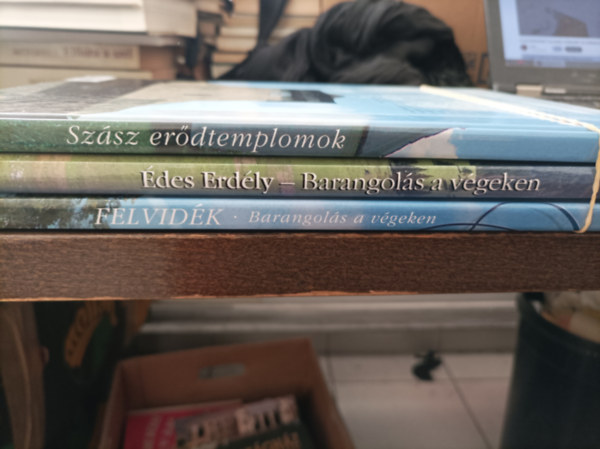 Szász erődtemplomok
Édes Erdély – Barangolás a végeken
FELVIDÉK · Barangolás a végeken